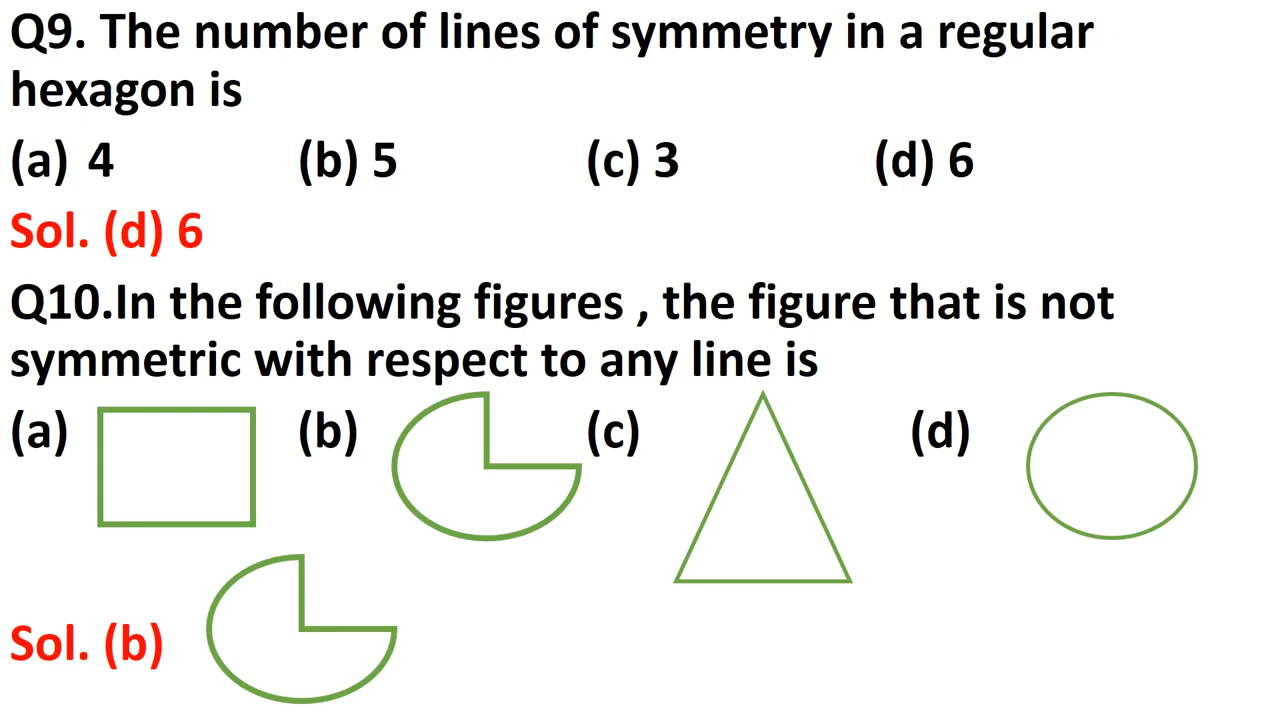 Q9. The number of lines of symmetry in a regular
hexagon is
(a) 4 (b) 5 (c) 3 (d) 6
Sol. (d) 6
Q10.In the following figures , the figure that is not
symmetric with respect to any line is
(a) (b) (c) (d)
Sol. (b)